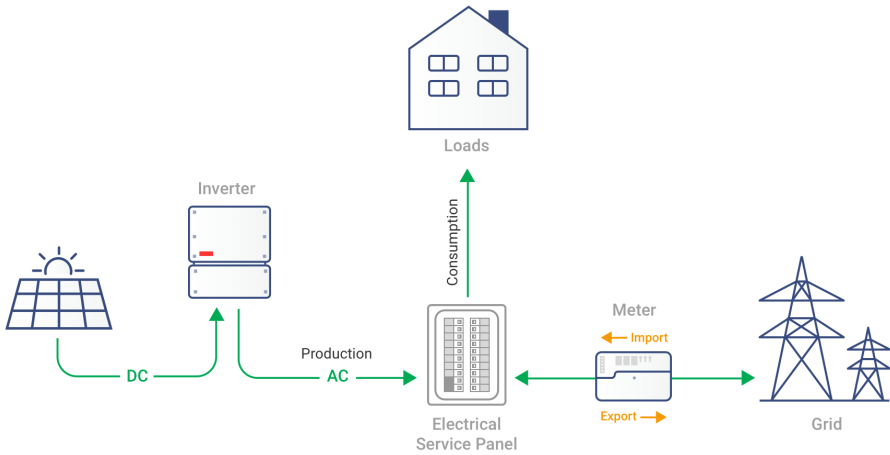 Loads
Inverter
Consumption
Meter
Import
Production
DC
AC
Export
Electrical
Service Panel
Grid